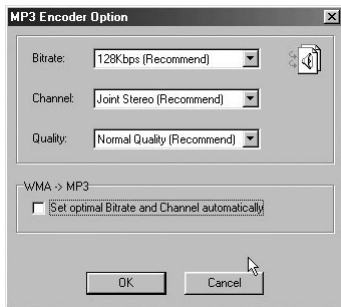 MP3 Encoder Option
Bitrate: 128Kbps (Recommend)
Channel: Joint Stereo (Recommend)
Quality: Normal Quality (Recommend)
WMA -> MP3
Set optimal Bitrate and Channel automatically
OK Cancel